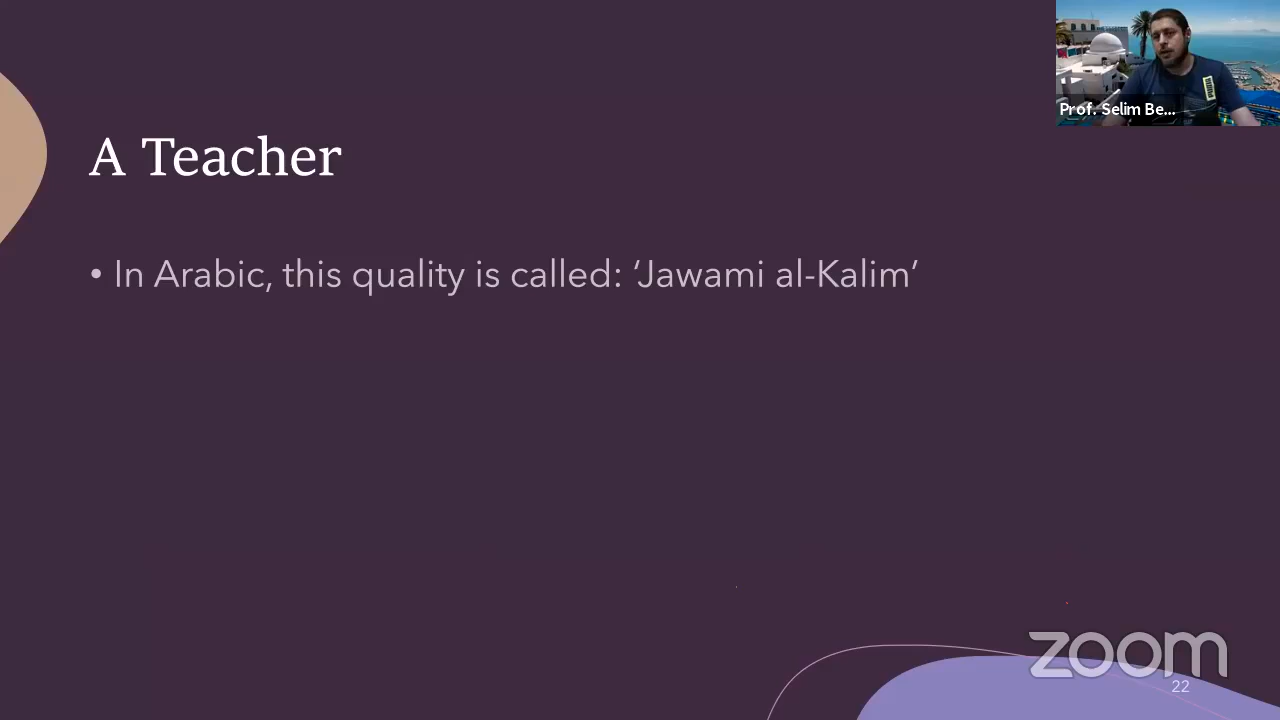 Prof. Selim Be...
A Teacher
• In Arabic, this quality is called: ‘Jawami al-Kalim’
zoom
22